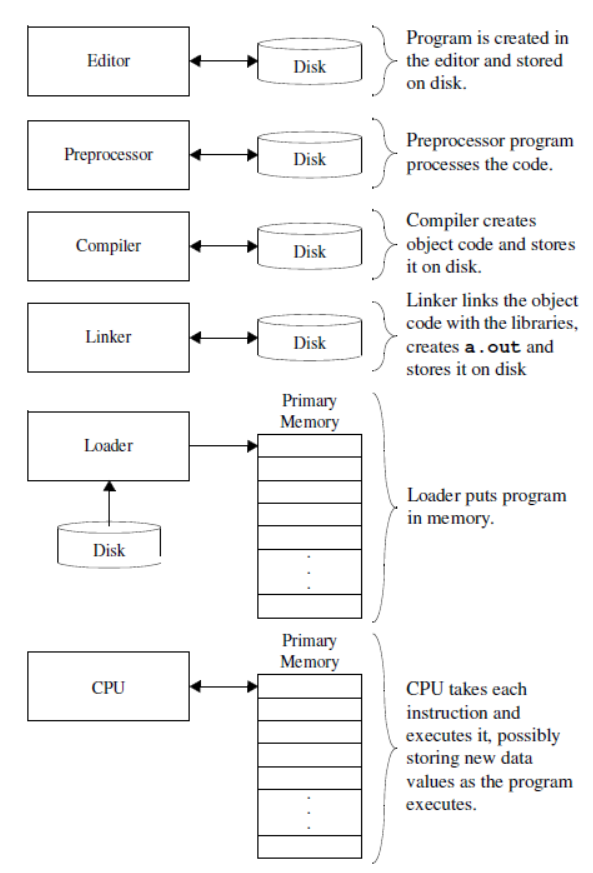 Editor
Disk
Program is created in
the editor and stored
on disk.
Preprocessor
Disk
Preprocessor program
processes the code.
Compiler
Disk
Compiler creates
object code and stores
it on disk.
Linker
Disk
Linker links the object
code with the libraries,
creates a.out and
stores it on disk
Loader
Disk
Primary
Memory
Loader puts program
in memory.
CPU
Primary
Memory
CPU takes each
instruction and
executes it, possibly
storing new data
values as the program
executes.